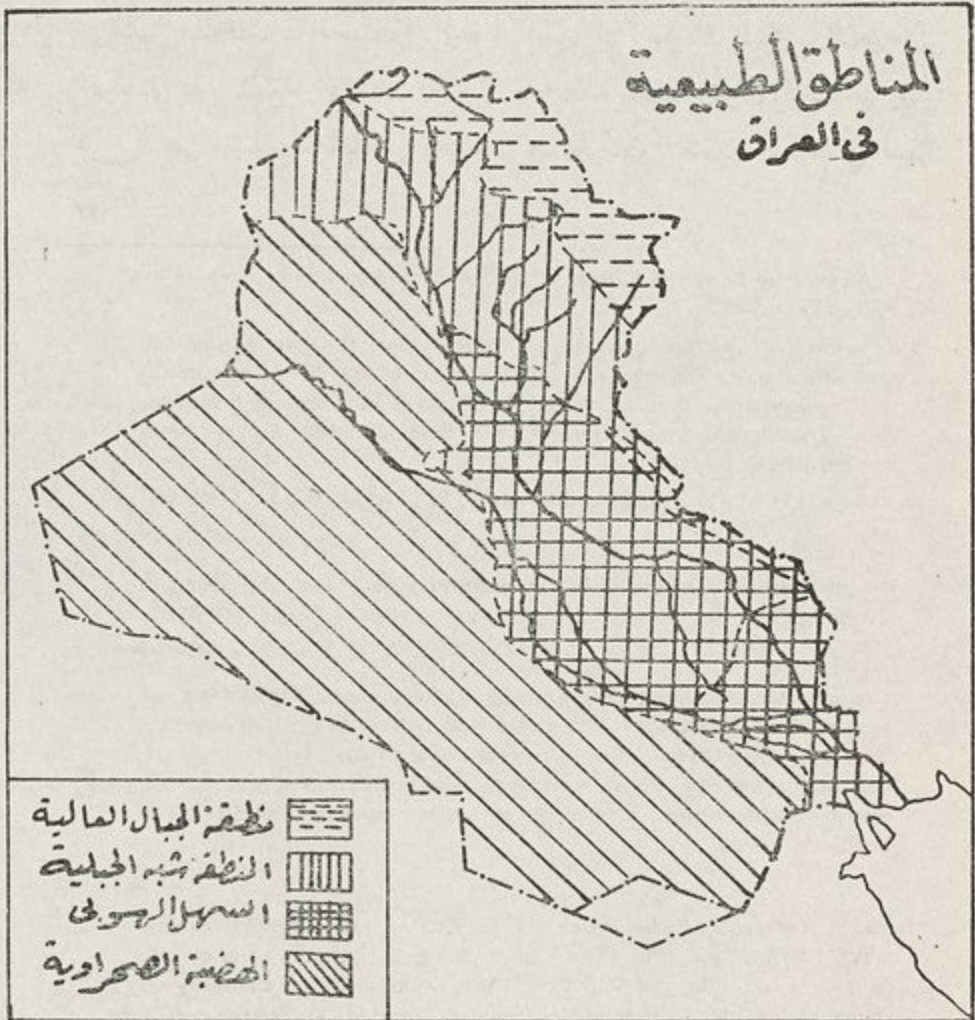 المناطق الطبيعية
في العراق
منطقة الجبال العالية
المنطقة شبه الجبلية
السهل الرسوبي
الهضبة الصحراوية